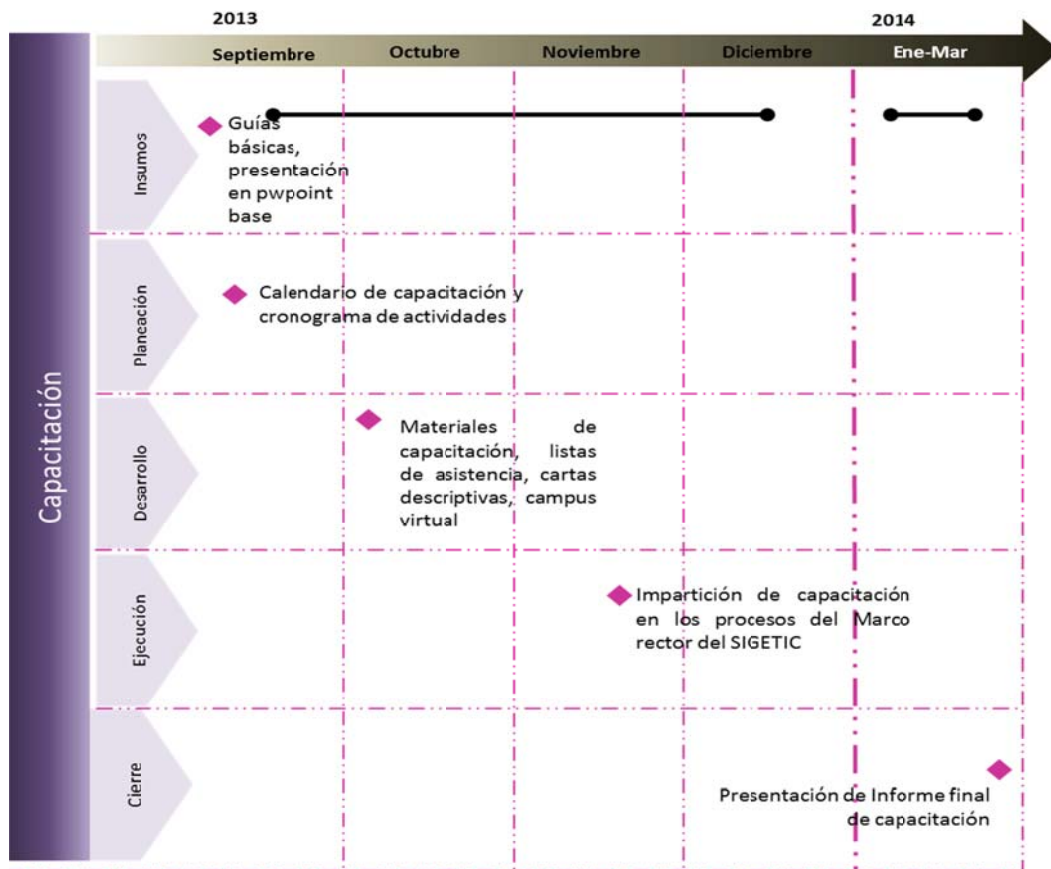 2013
2014
Septiembre
Octubre
Noviembre
Diciembre
Ene-Mar
Capacitación
Insumos
Guías
básicas,
presentación
en pwpoint
base
Planeación
Calendario de capacitación y
cronograma de actividades
Desarrollo
Materiales de
capacitación, listas
de asistencia, cartas
descriptivas, campus
virtual
Ejecución
Impartición de capacitación
en los procesos del Marco
rector del SIGETIC
Cierre
Presentación de Informe final
de capacitación